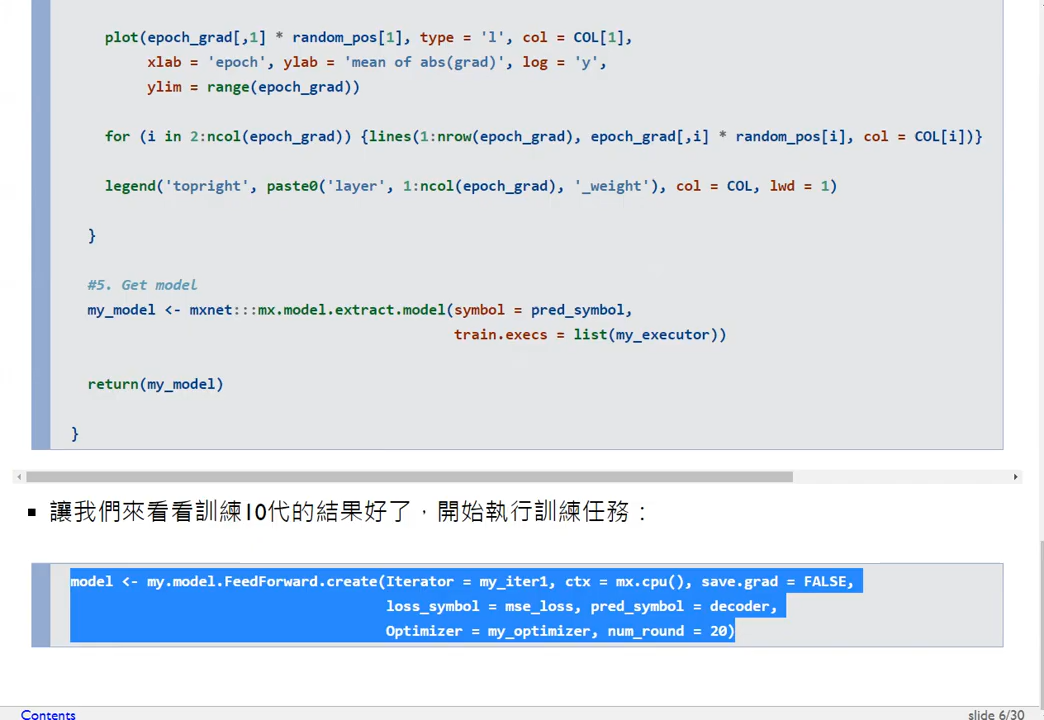 plot(epoch_grad[,1] * random_pos[1], type = 'l', col = COL[1],
xlab = 'epoch', ylab = 'mean of abs(grad)', log = 'y',
ylim = range(epoch_grad))
for (i in 2:ncol(epoch_grad)) {lines(1:nrow(epoch_grad), epoch_grad[,i] * random_pos[i], col = COL[i])}
legend('topright', paste0('layer', 1:ncol(epoch_grad), '_weight'), col = COL, lwd = 1)
}
#5. Get model
my_model <- mxnet:::mx.model.extract.model(symbol = pred_symbol,
train.execs = list(my_executor))
return(my_model)
}
▪ 讓我們來看看訓練10代的結果好了，開始執行訓練任務：
model <- my.model.FeedForward.create(Iterator = my_iter1, ctx = mx.cpu(), save.grad = FALSE,
loss_symbol = mse_loss, pred_symbol = decoder,
Optimizer = my_optimizer, num_round = 20)
Contents
slide 6/30